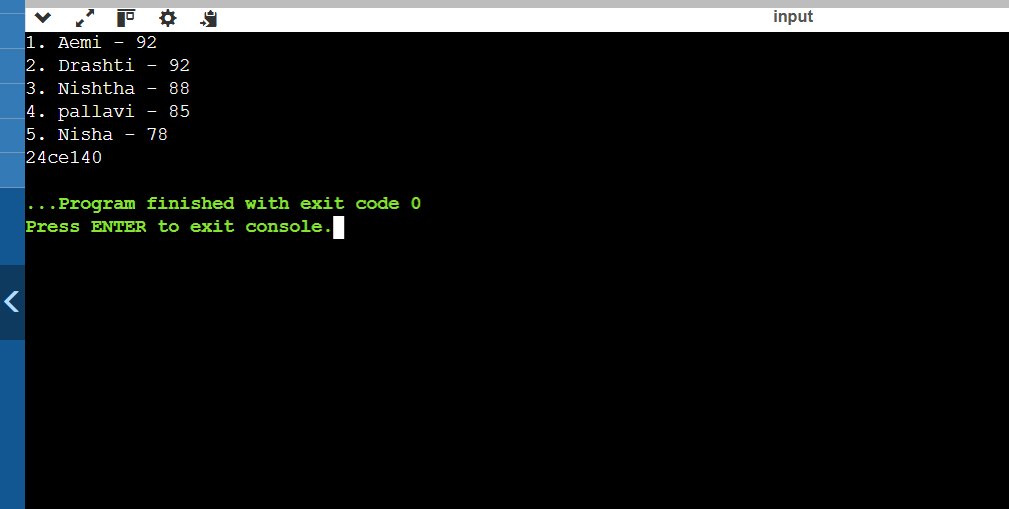 input
1. Aemi - 92
2. Drashti - 92
3. Nishtha - 88
4. pallavi - 85
5. Nisha - 78
24ce140
...Program finished with exit code 0
Press ENTER to exit console.